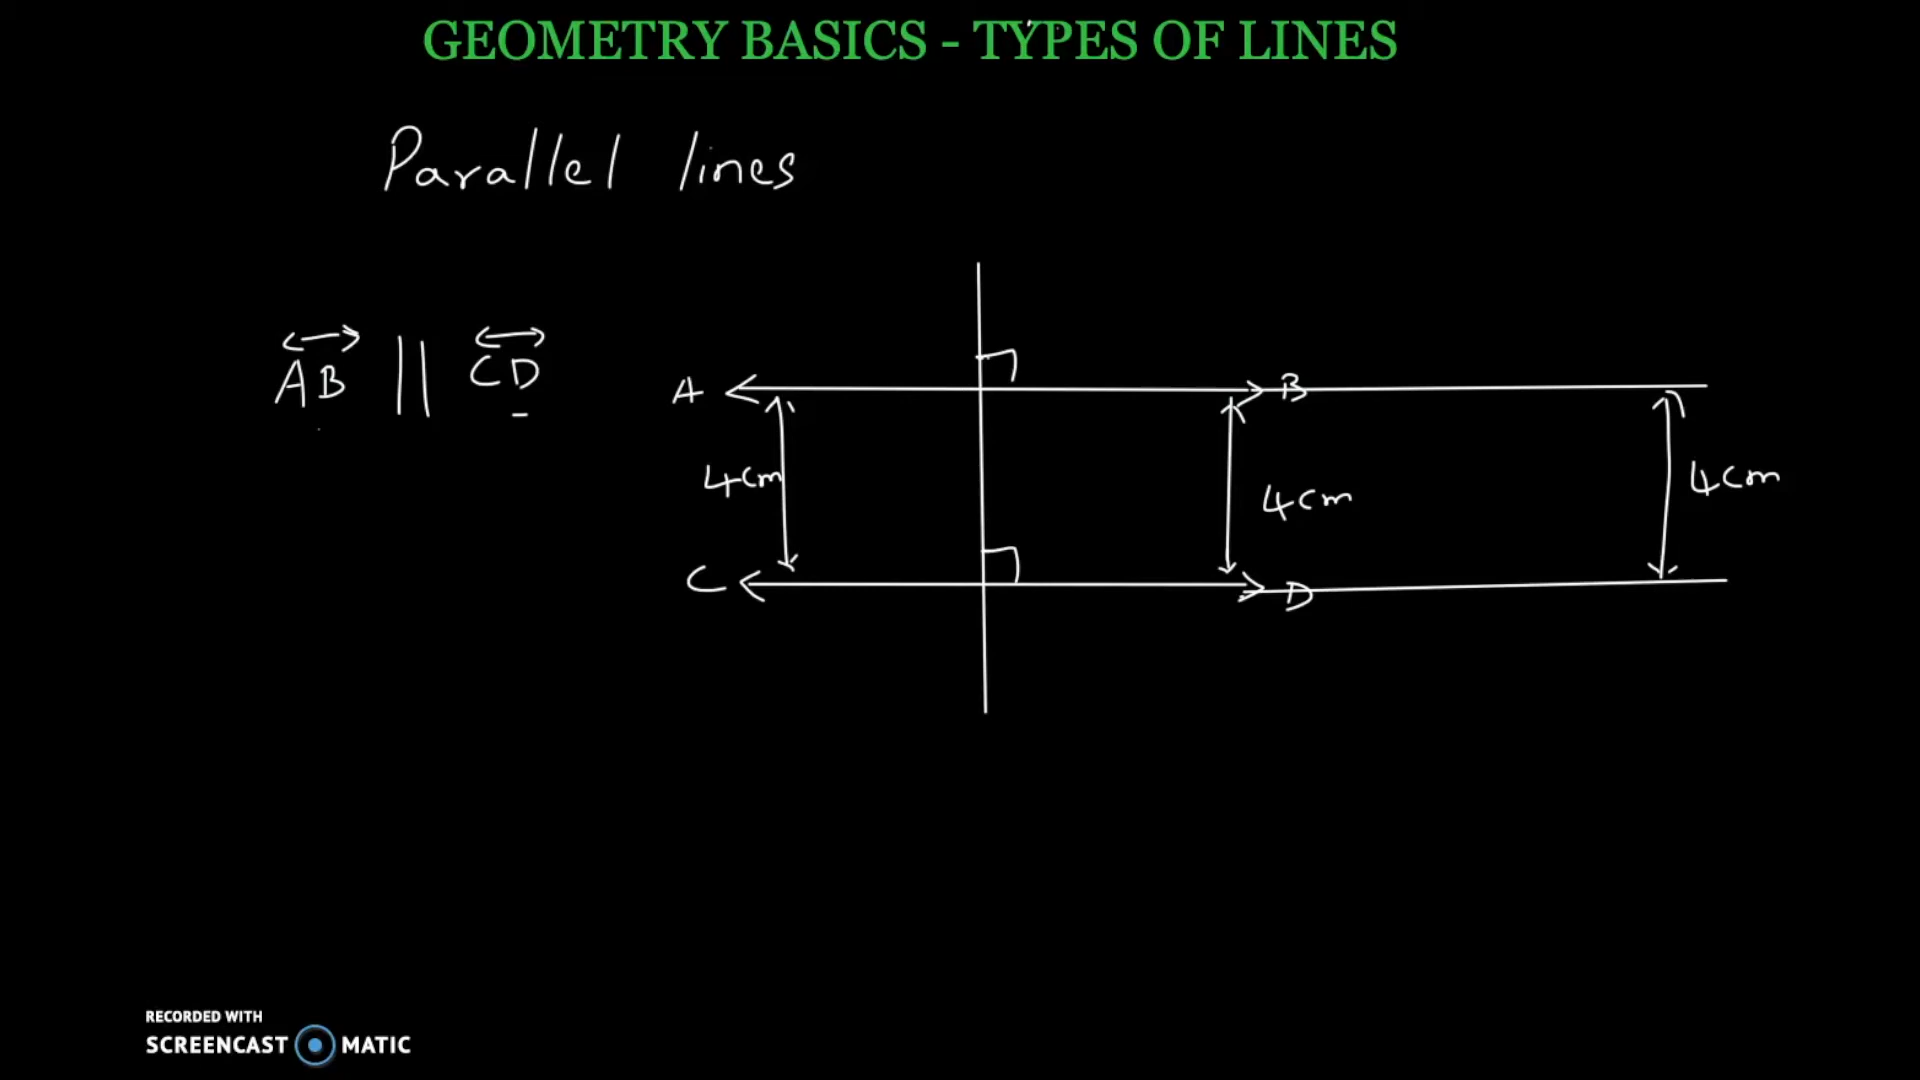 GEOMETRY BASICS - TYPES OF LINES
Parallel lines
AB || CD
A B
4cm 4cm 4cm
C D
RECORDED WITH
SCREENCAST MATIC